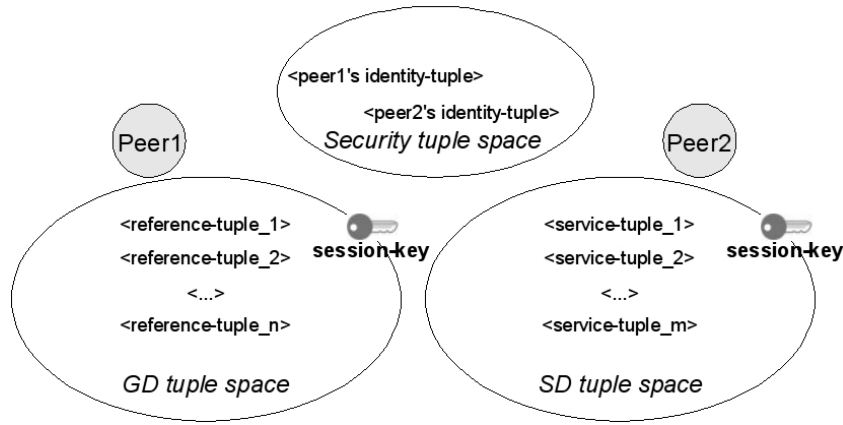 <peer1's identity-tuple>
<peer2's identity-tuple>
Security tuple space
Peer1
Peer2
<reference-tuple_1>
<reference-tuple_2>
<...>
<reference-tuple_n>
session-key
GD tuple space
<service-tuple_1>
<service-tuple_2>
<...>
<service-tuple_m>
session-key
SD tuple space